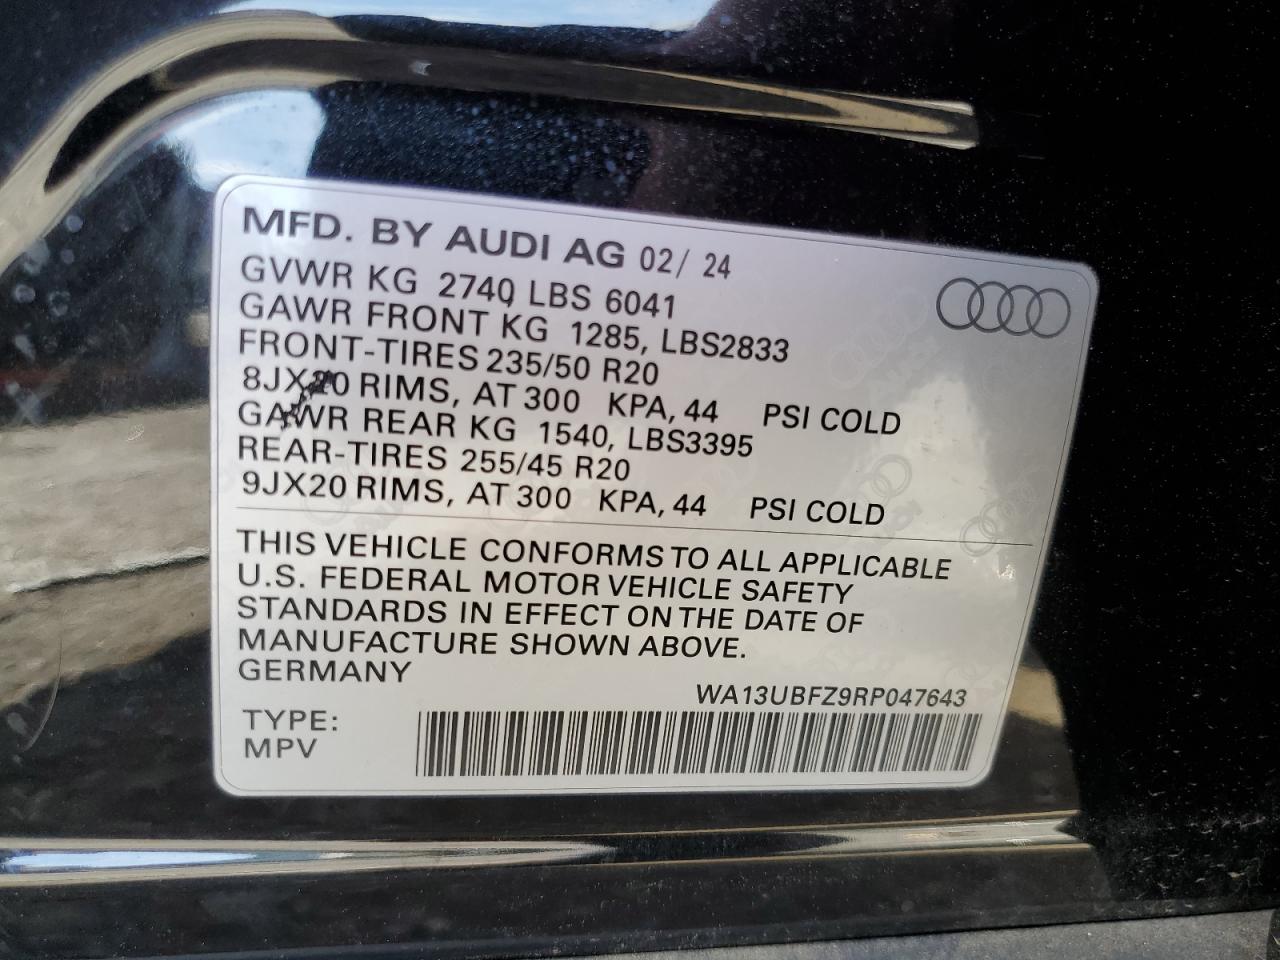 MFD. BY AUDI AG 02/ 24
GVWR KG 2740 LBS 6041
GAWR FRONT KG 1285, LBS2833
FRONT-TIRES 235/50 R20
8JX20 RIMS, AT 300 KPA, 44 PSI COLD
GAWR REAR KG 1540, LBS3395
REAR-TIRES 255/45 R20
9JX20 RIMS, AT 300 KPA, 44 PSI COLD
THIS VEHICLE CONFORMS TO ALL APPLICABLE
U.S. FEDERAL MOTOR VEHICLE SAFETY
STANDARDS IN EFFECT ON THE DATE OF
MANUFACTURE SHOWN ABOVE.
GERMANY
WA13UBFZ9RP047643
TYPE:
MPV